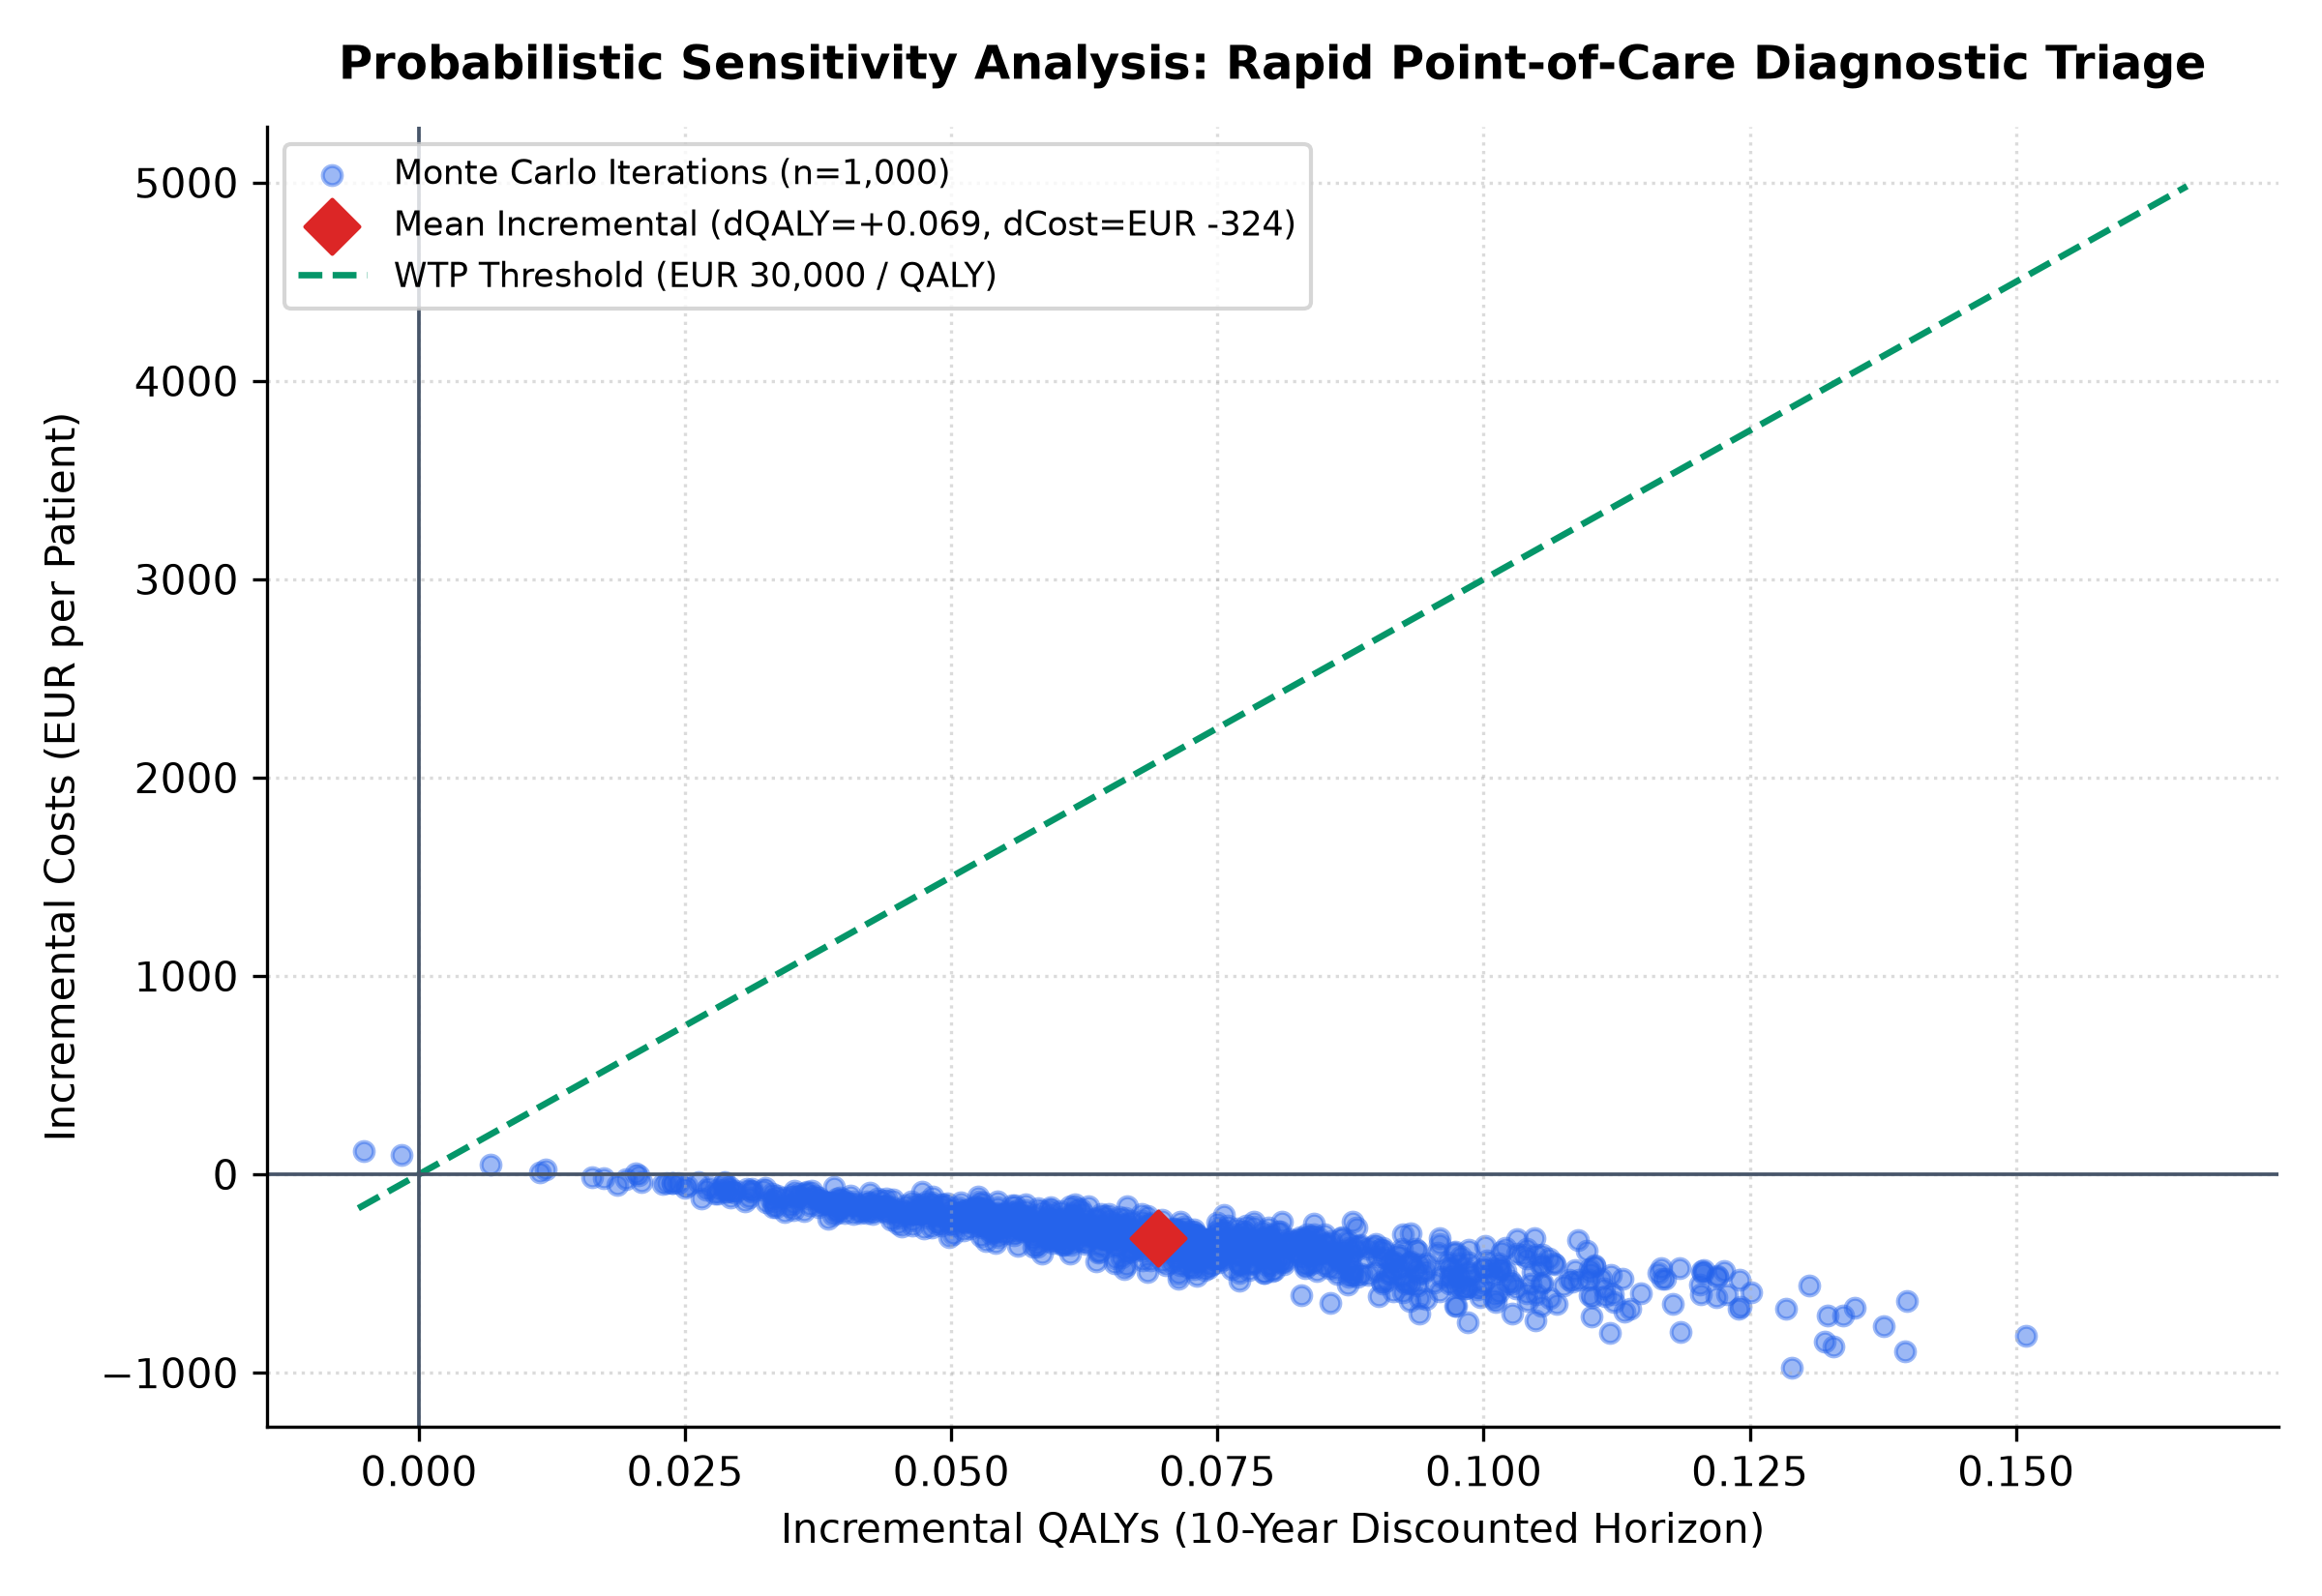 Probabilistic Sensitivity Analysis: Rapid Point-of-Care Diagnostic Triage
Monte Carlo Iterations (n=1,000)
Mean Incremental (dQALY=+0.069, dCost=EUR -324)
WTP Threshold (EUR 30,000 / QALY)
Incremental Costs (EUR per Patient)
5000
4000
3000
2000
1000
0
−1000
0.000 0.025 0.050 0.075 0.100 0.125 0.150
Incremental QALYs (10-Year Discounted Horizon)